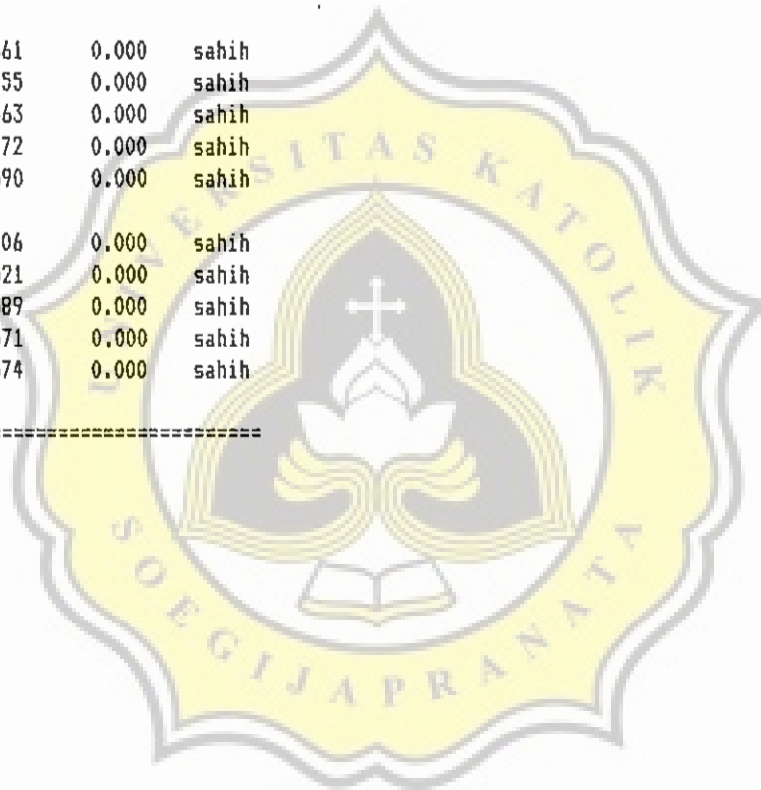 61 0.000 sahih
55 0.000 sahih
63 0.000 sahih
72 0.000 sahih
90 0.000 sahih
06 0.000 sahih
21 0.000 sahih
89 0.000 sahih
71 0.000 sahih
74 0.000 sahih
==========================
UNIVERSITAS KATOLIK
SOEGIJAPRANATA